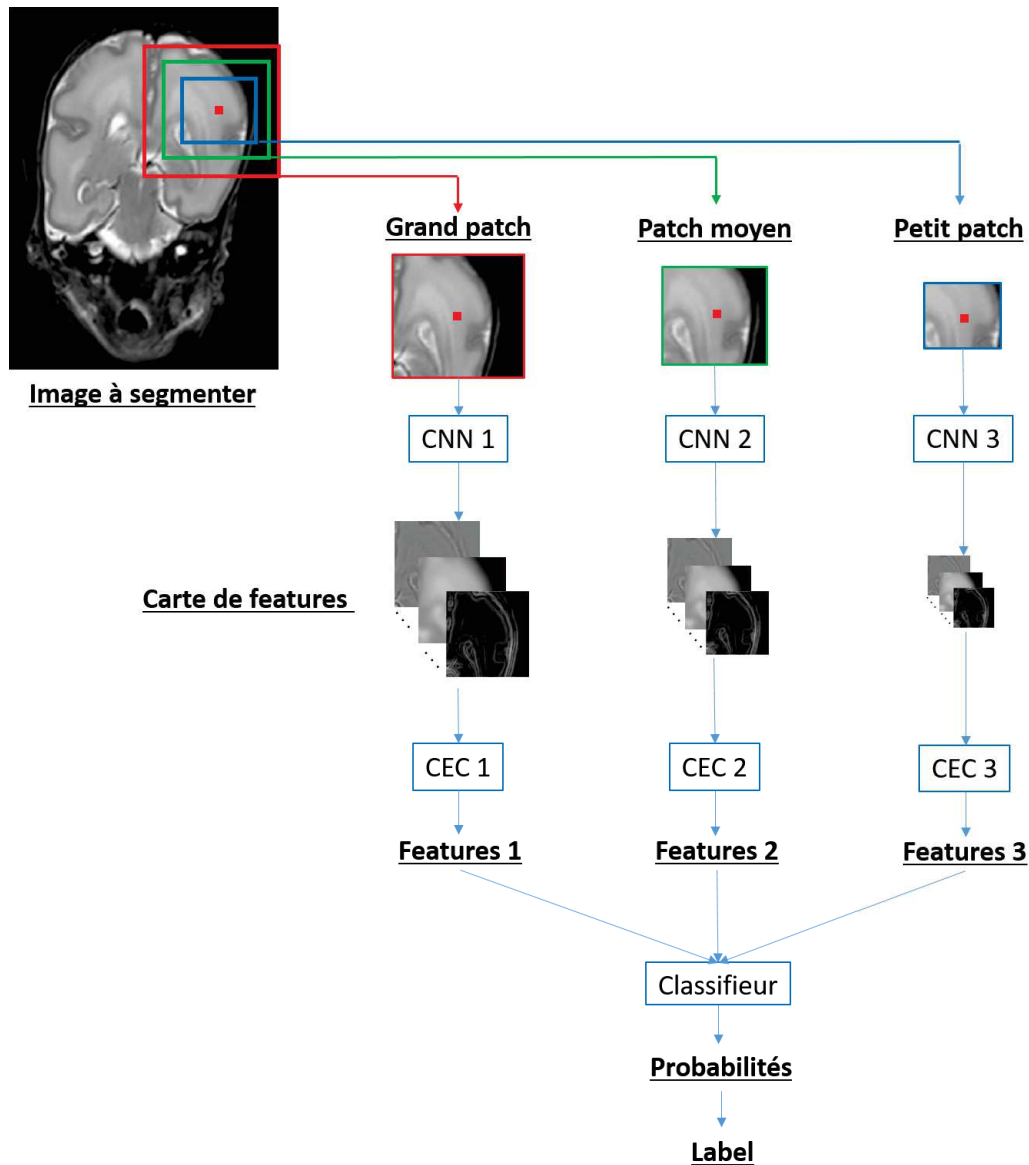 Grand patch
Patch moyen
Petit patch
Image à segmenter
CNN 1
CNN 2
CNN 3
Carte de features
CEC 1
CEC 2
CEC 3
Features 1
Features 2
Features 3
Classifieur
Probabilités
Label